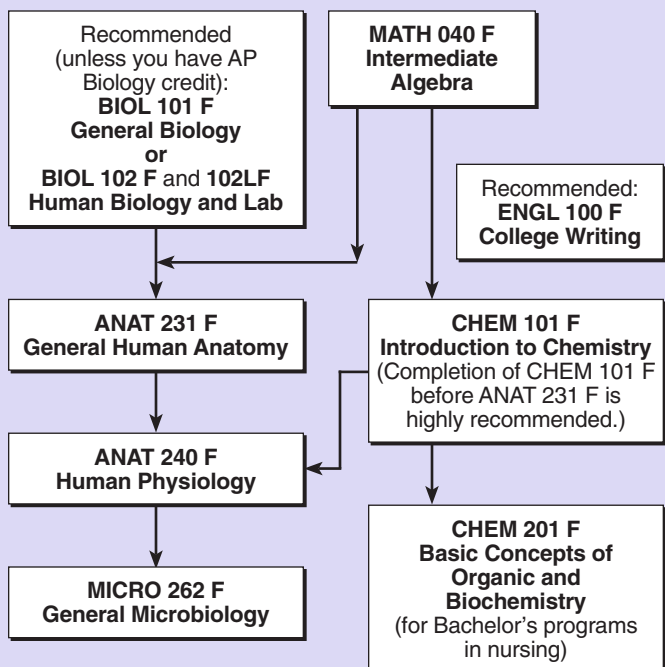 Recommended
(unless you have AP
Biology credit):
BIOL 101 F
General Biology
or
BIOL 102 F and 102LF
Human Biology and Lab
MATH 040 F
Intermediate
Algebra
Recommended:
ENGL 100 F
College Writing
ANAT 231 F
General Human Anatomy
CHEM 101 F
Introduction to Chemistry
(Completion of CHEM 101 F
before ANAT 231 F is
highly recommended.)
ANAT 240 F
Human Physiology
MICRO 262 F
General Microbiology
CHEM 201 F
Basic Concepts of
Organic and
Biochemistry
(for Bachelor's programs
in nursing)